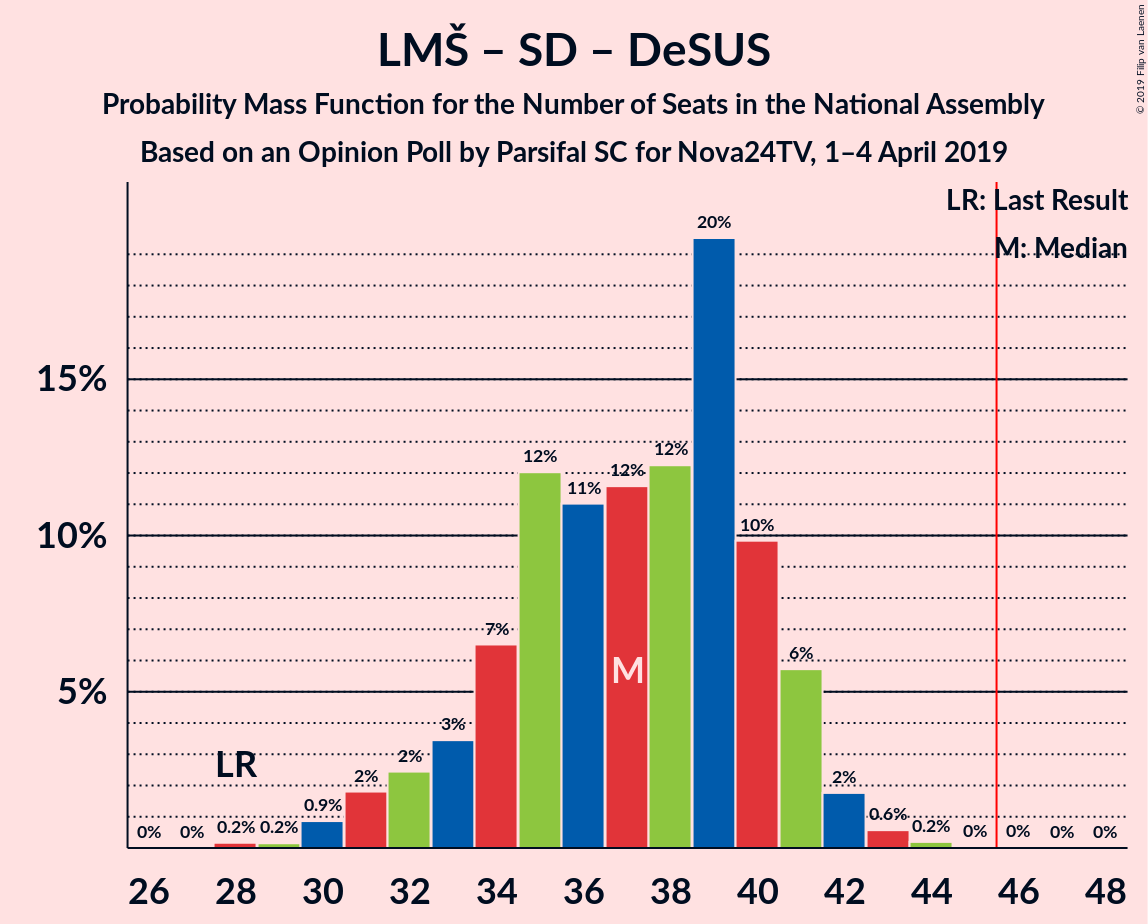 LMŠ – SD – DeSUS
Probability Mass Function for the Number of Seats in the National Assembly
Based on an Opinion Poll by Parsifal SC for Nova24TV, 1–4 April 2019
© 2019 Filip van Laenen
LR: Last Result
M: Median
15%
10%
5%
0%
0%
0.2%
0.2%
0.9%
2%
2%
3%
7%
12%
11%
12%
12%
20%
10%
6%
2%
0.6%
0.2%
0%
0%
0%
0%
LR
M
26 28 30 32 34 36 38 40 42 44 46 48